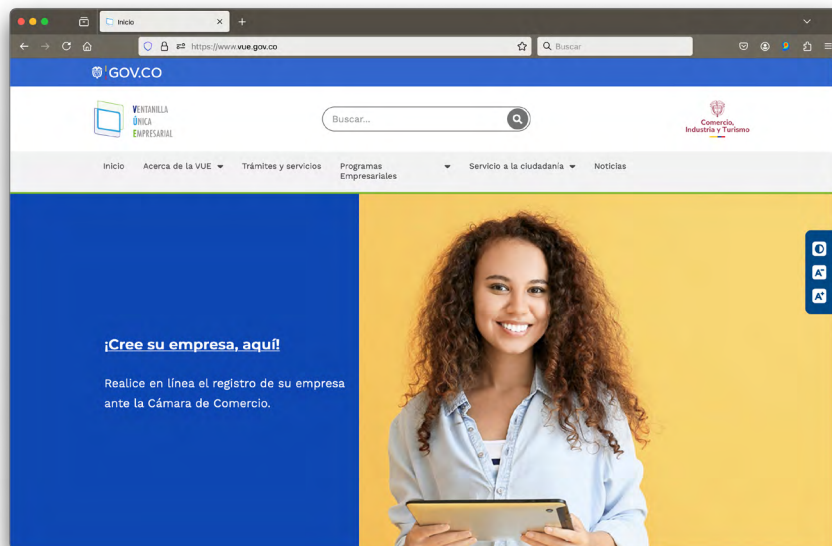 Inicio
https://www.vue.gov.co
Buscar
GOV.CO
VENTANILLA
ÚNICA
EMPRESARIAL
Buscar...
Comercio,
Industria y Turismo
Inicio Acerca de la VUE Trámites y servicios Programas Empresariales Servicio a la ciudadanía Noticias
A-
A+
¡Cree su empresa, aquí!
Realice en línea el registro de su empresa
ante la Cámara de Comercio.